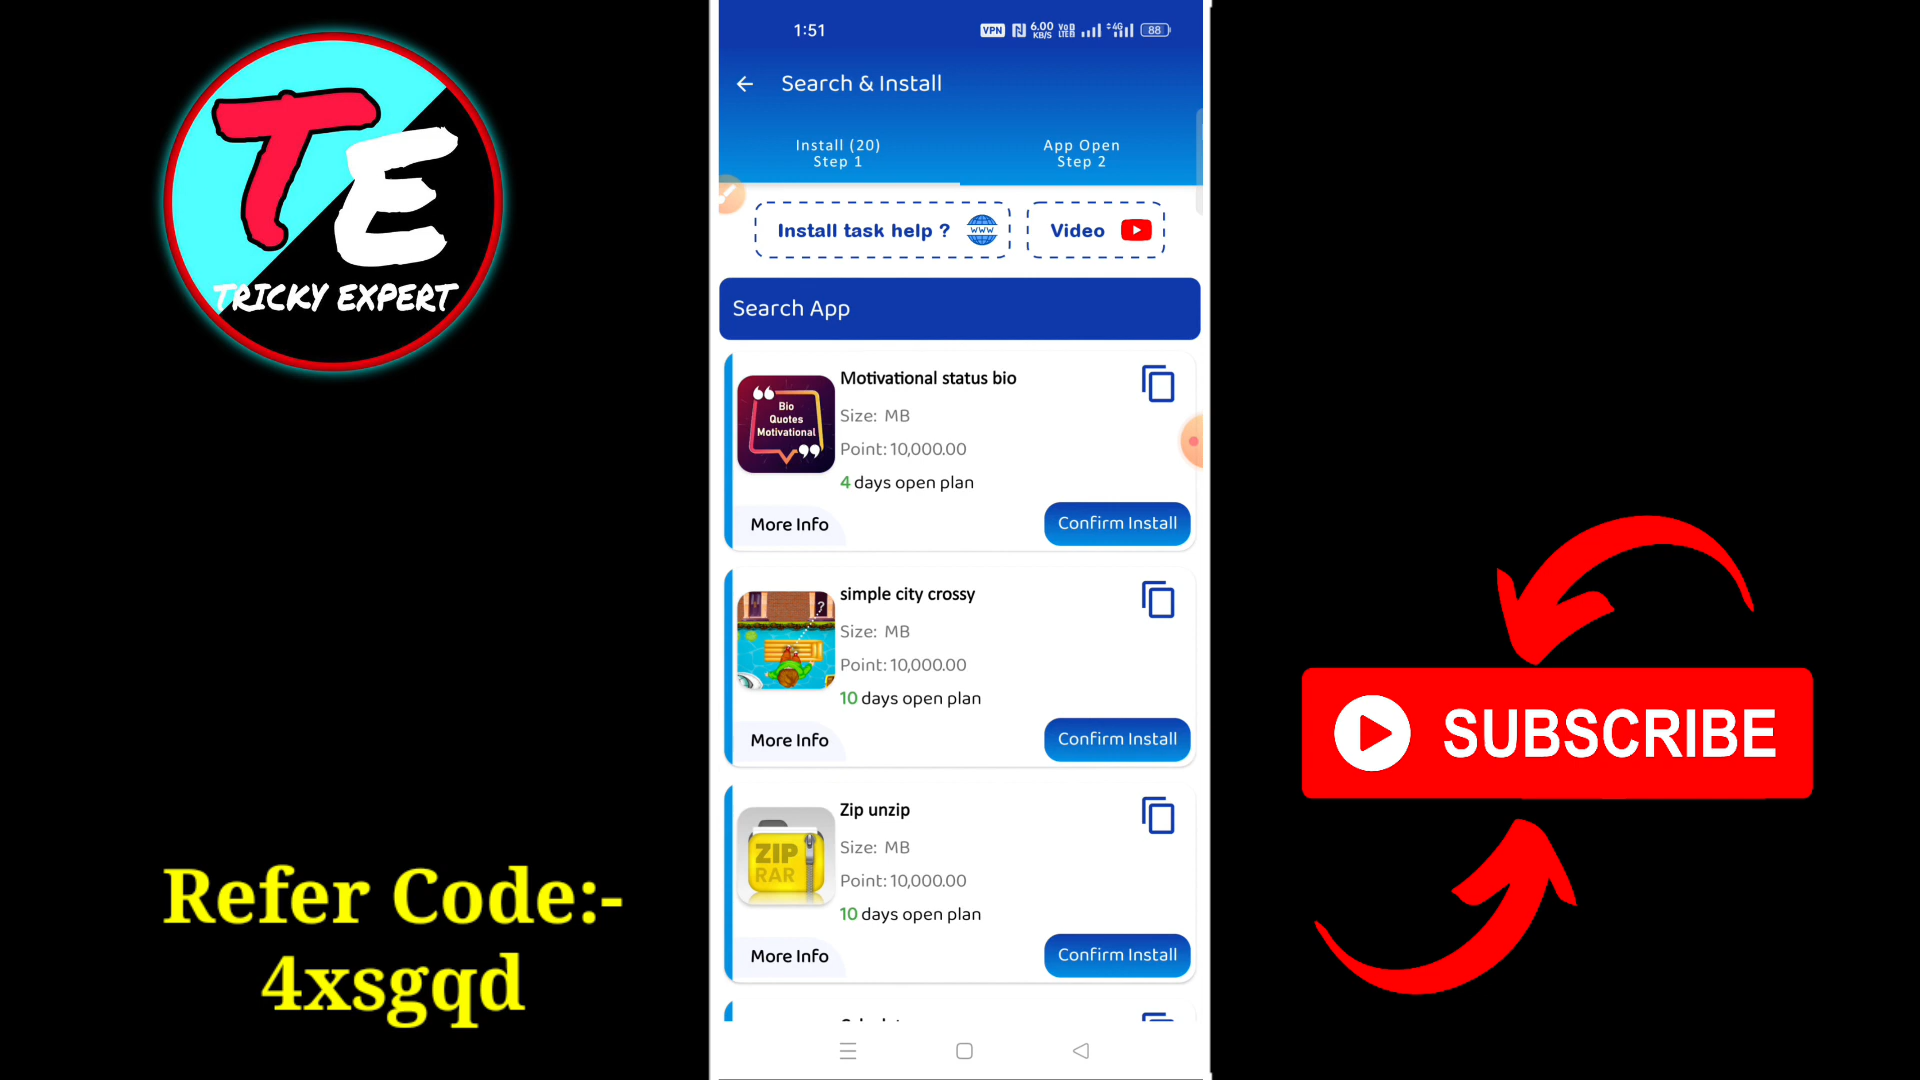 TE
TRICKY EXPERT
Refer Code:-
4xsgqd
1:51
VPN 6.00 KB/S Vo LTE 4G 88
Search & Install
Install (20)
Step 1
App Open
Step 2
Install task help ? WWW
Video
Search App
Bio
Quotes
Motivational
Motivational status bio
Size: MB
Point: 10,000.00
4 days open plan
More Info
Confirm Install
simple city crossy
?
Size: MB
Point: 10,000.00
10 days open plan
More Info
Confirm Install
Zip unzip
ZIP
RAR
Size: MB
Point: 10,000.00
10 days open plan
More Info
Confirm Install
SUBSCRIBE